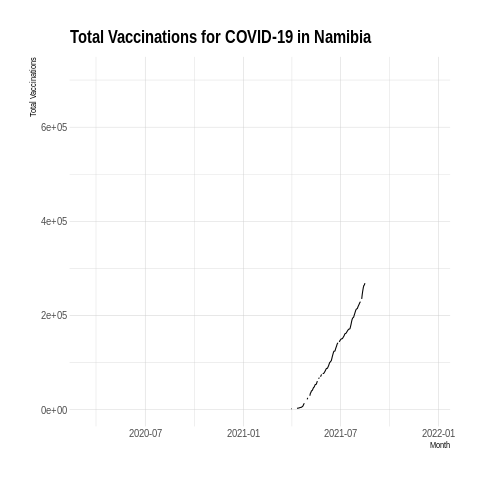 Total Vaccinations for COVID-19 in Namibia
Total Vaccinations
6e+05
4e+05
2e+05
0e+00
2020-07 2021-01 2021-07 2022-01
Month